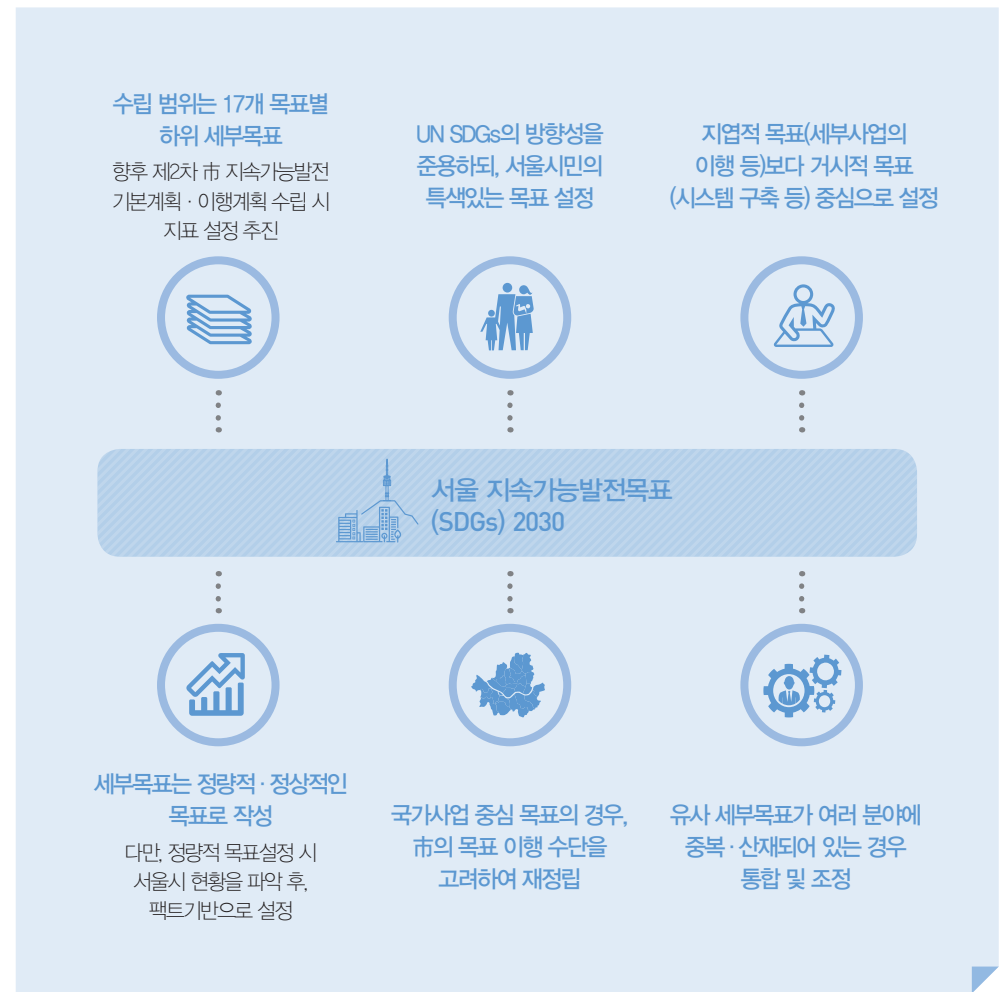 수립 범위는 17개 목표별
하위 세부목표
향후 제2차 市 지속가능발전
기본계획 · 이행계획 수립 시
지표 설정 추진
UN SDGs의 방향성을
준용하되, 서울시민의
특색있는 목표 설정
지엽적 목표(세부사업의
이행 등)보다 거시적 목표
(시스템 구축 등) 중심으로 설정
서울 지속가능발전목표
(SDGs) 2030
세부목표는 정량적 · 정상적인
목표로 작성
다만, 정량적 목표설정 시
서울시 현황을 파악 후,
팩트기반으로 설정
국가사업 중심 목표의 경우,
市의 목표 이행 수단을
고려하여 재정립
유사 세부목표가 여러 분야에
중복 · 산재되어 있는 경우
통합 및 조정